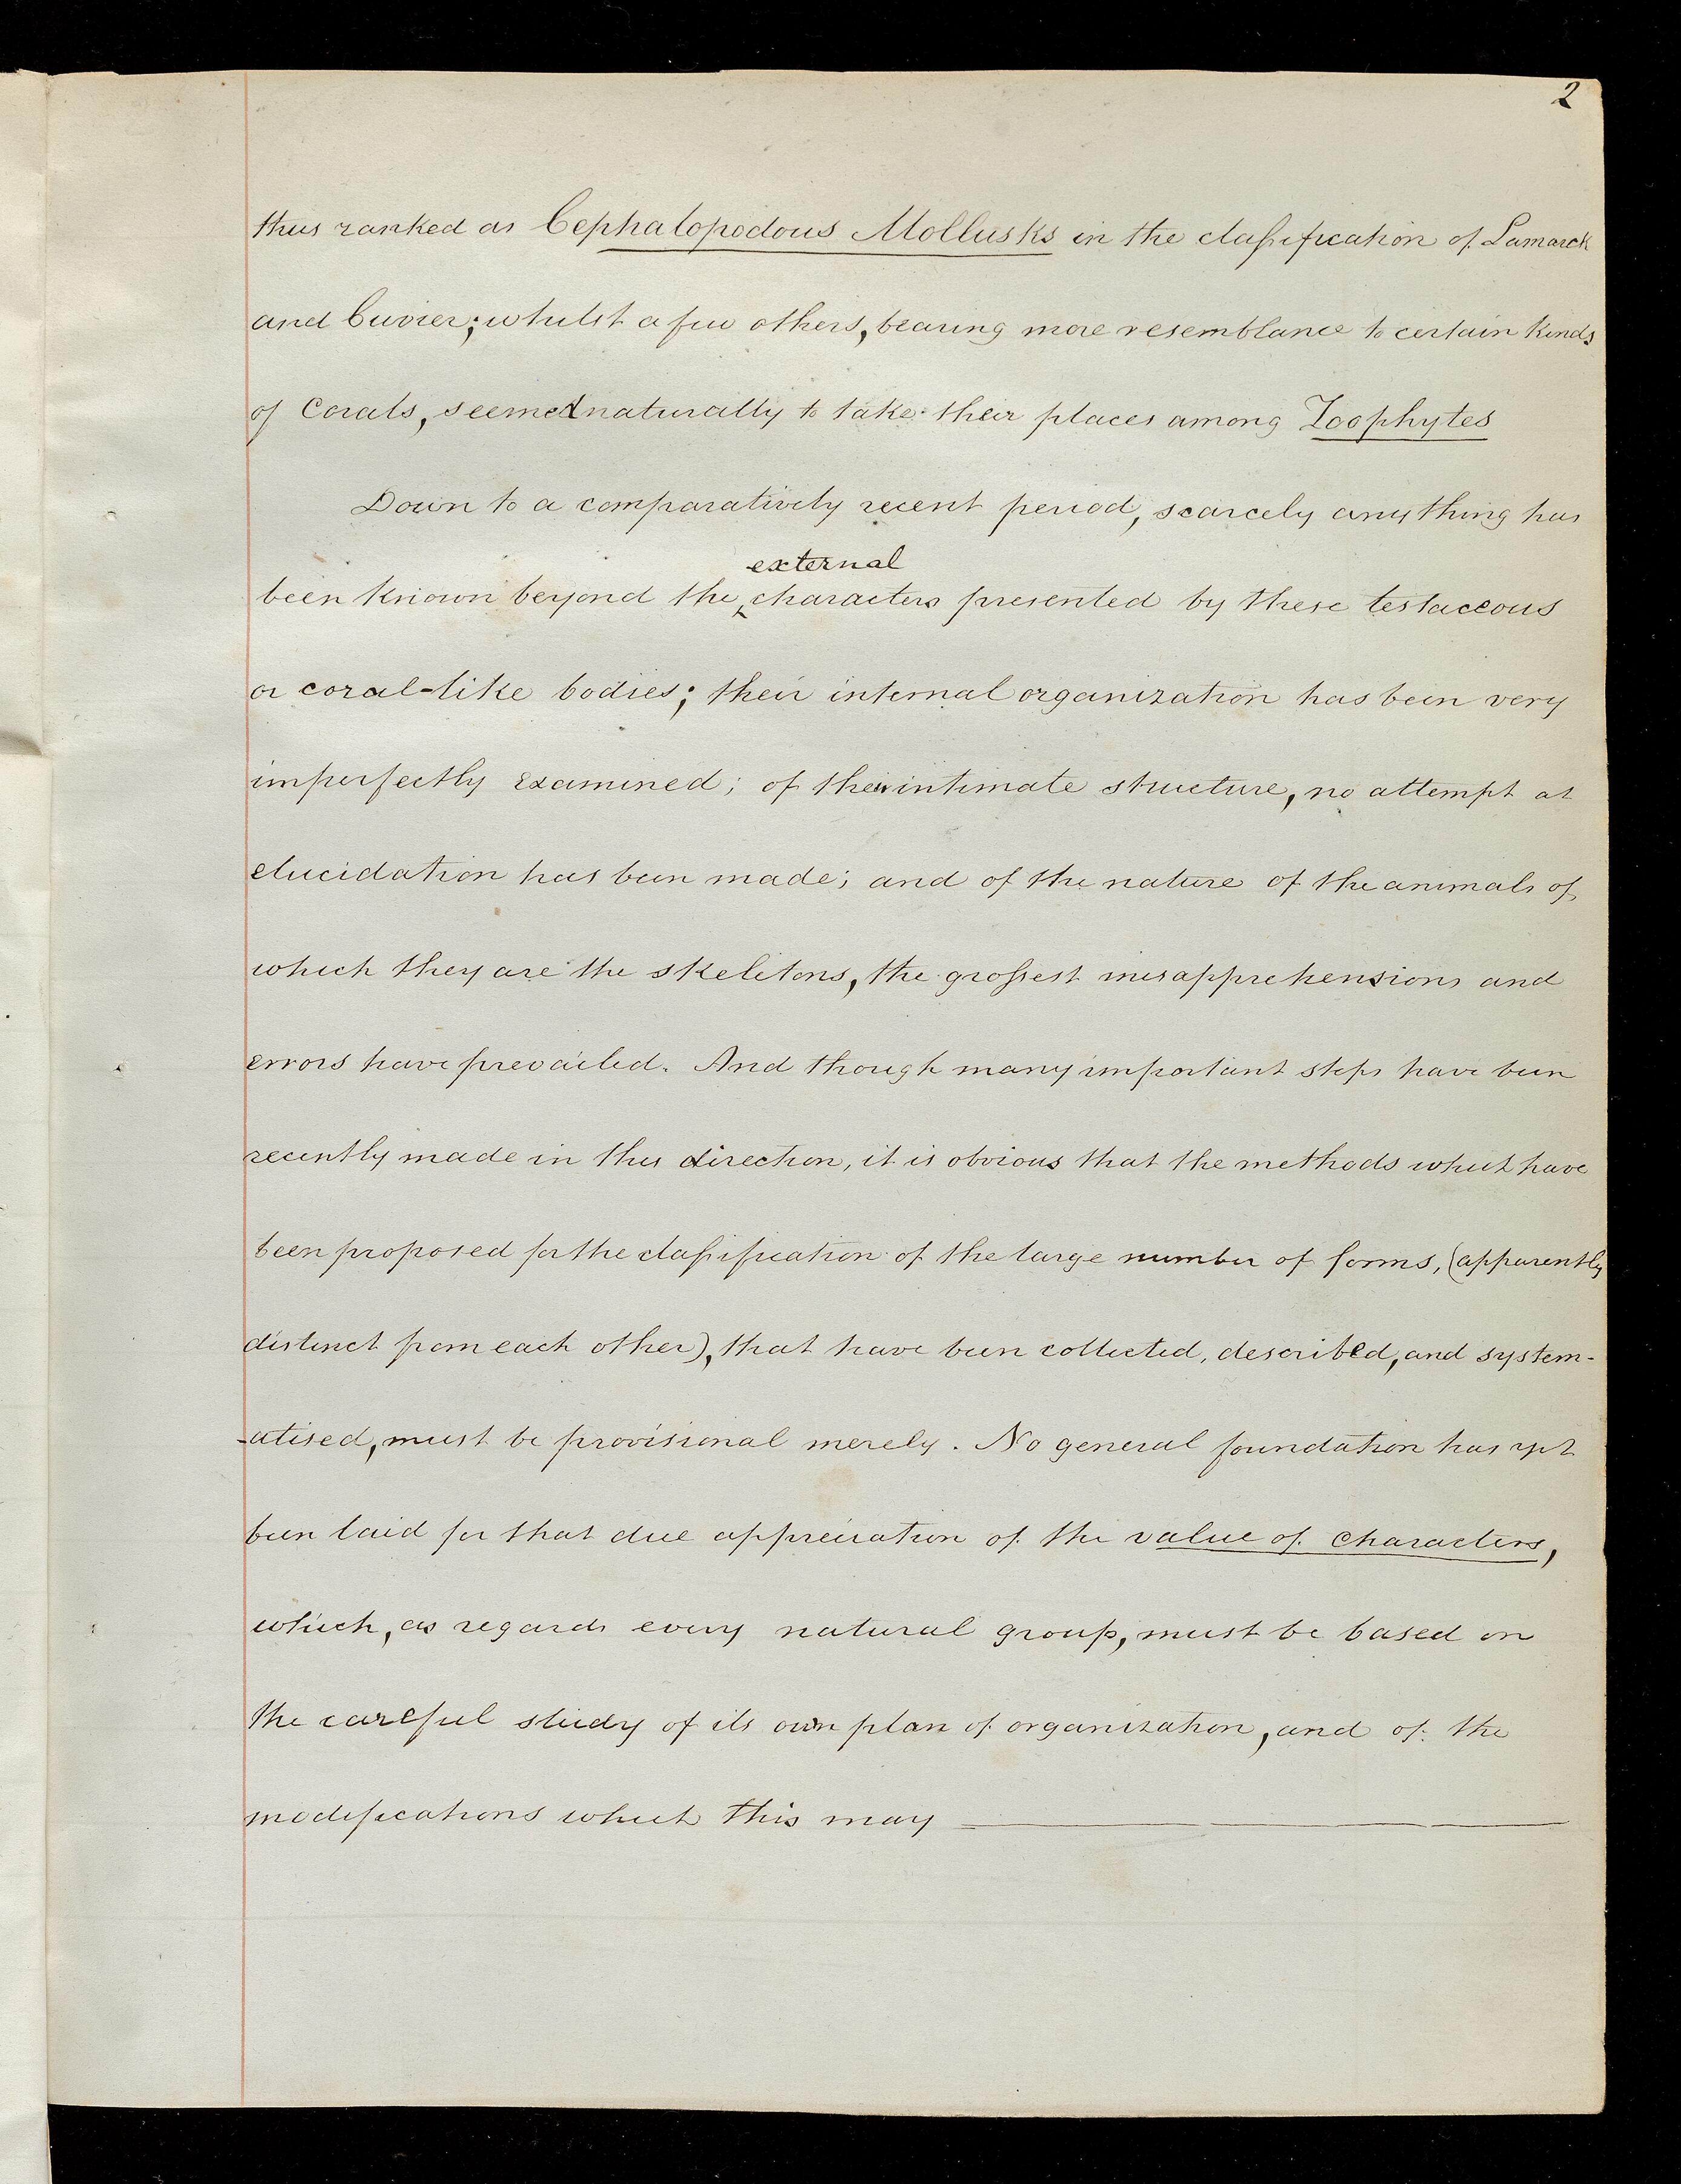 2
thus ranked as Cephalopodous Mollusks in the classification of Lamarck
and Cuvier; whilst a few others, bearing more resemblance to certain kinds
of Corals, seemed naturally to take their places among Zoophytes
Down to a comparatively recent period, scarcely anything has
external
been known beyond the characters presented by these testaceous
or coral-like bodies; their internal organization has been very
imperfectly examined; of their intimate structure, no attempt at
elucidation has been made; and of the nature of the animals of
which they are the skeletons, the grossest misapprehensions and
errors have prevailed. And though many important steps have been
recently made in this direction, it is obvious that the methods which have
been proposed for the classification of the large number of forms, (apparently
distinct from each other), that have been collected, described, and system-
-atised, must be provisional merely. No general foundation has yet
been laid for that due appreciation of the value of characters,
which, as regards every natural group, must be based on
the careful study of its own plan of organization, and of the
modifications which this may